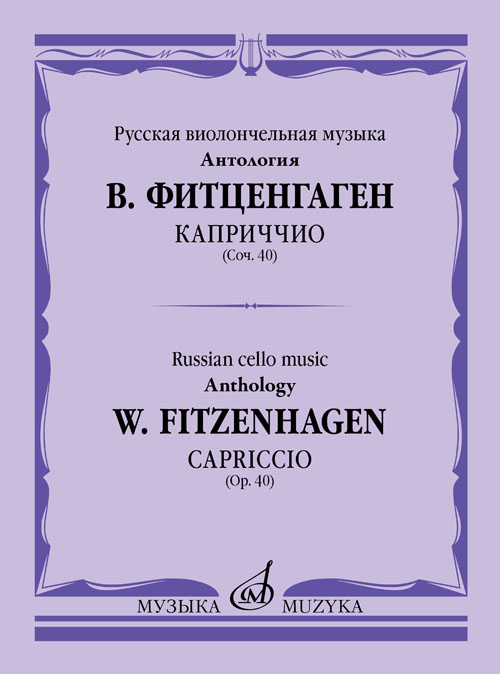 Русская виолончельная музыка
Антология
В. ФИТЦЕНГАГЕН
КАПРИЧЧИО
(Соч. 40)
Russian cello music
Anthology
W. FITZENHAGEN
CAPRICCIO
(Op. 40)
МУЗЫКА М MUZYKA